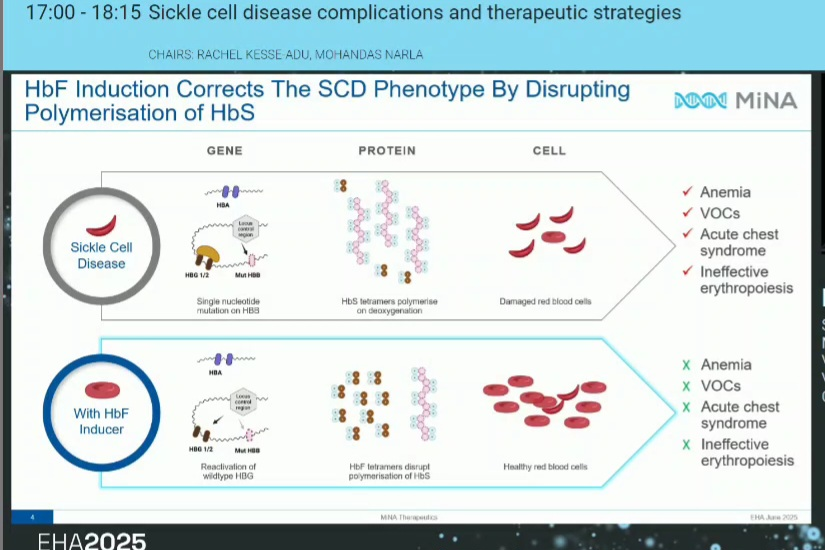 17:00 - 18:15 Sickle cell disease complications and therapeutic strategies
CHAIRS: RACHEL KESSE-ADU, MOHANDAS NARLA
HbF Induction Corrects The SCD Phenotype By Disrupting
Polymerisation of HbS
MiNA
GENE
PROTEIN
CELL
Sickle Cell
Disease
HBA
Locus
control
region
HBG 1/2
Mut HBB
Single nucleotide
mutation on HBB
HbS tetramers polymerise
on deoxygenation
Damaged red blood cells
✓ Anemia
✓ VOCs
✓ Acute chest
syndrome
✓ Ineffective
erythropoiesis
With HbF
Inducer
HBA
Locus
control
region
HBG 1/2
Mut HBB
Reactivation of
wildtype HBG
HbF tetramers disrupt
polymerisation of HbS
Healthy red blood cells
X Anemia
X VOCs
X Acute chest
syndrome
X Ineffective
erythropoiesis
4
MiNA Therapeutics
EHA June 2025
EHA2025